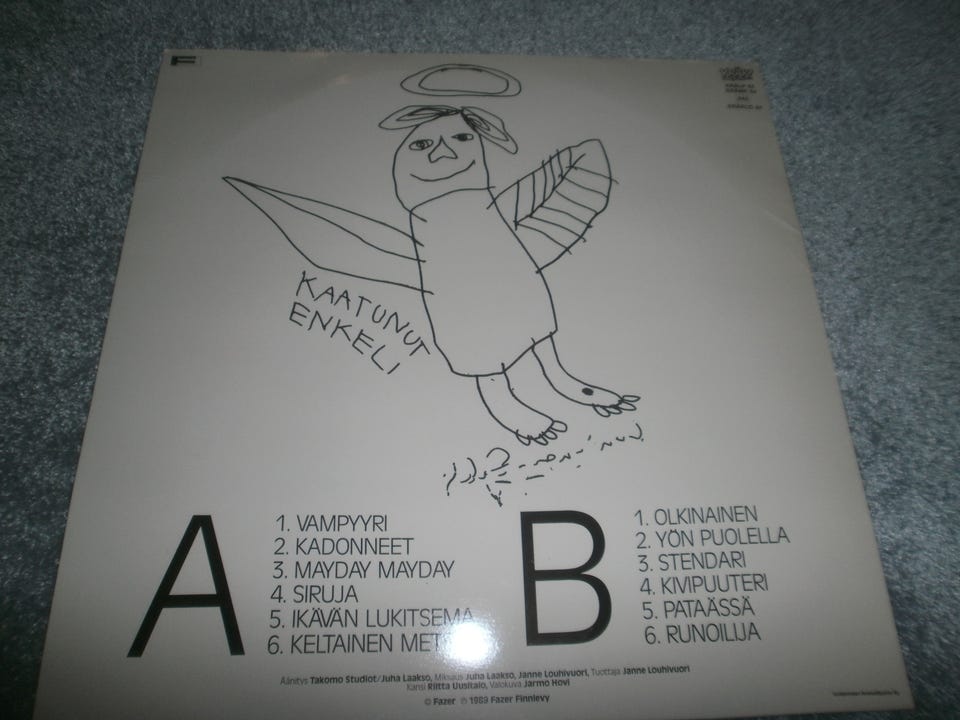 F
KAATUNUT
ENKELI
A
1. VAMPYYRI
2. KADONNEET
3. MAYDAY MAYDAY
4. SIRUJA
5. IKÄVÄN LUKITSEMA
6. KELTAINEN
B
1. OLKINAINEN
2. YÖN PUOLELLA
3. STENDARI
4. KIVIPUUTERI
5. PATAÄSSÄ
6. RUNOILIJA
Äänitys Takomo Studiot/Juha Laakso, Miksaus Juha Laakso, Janne Louhivuori, Tuottaja Janne Louhivuori
Kansi Riitta Uusitalo, Valokuva Jarmo Hovi
© Fazer ℗ 1989 Fazer Finnlevy